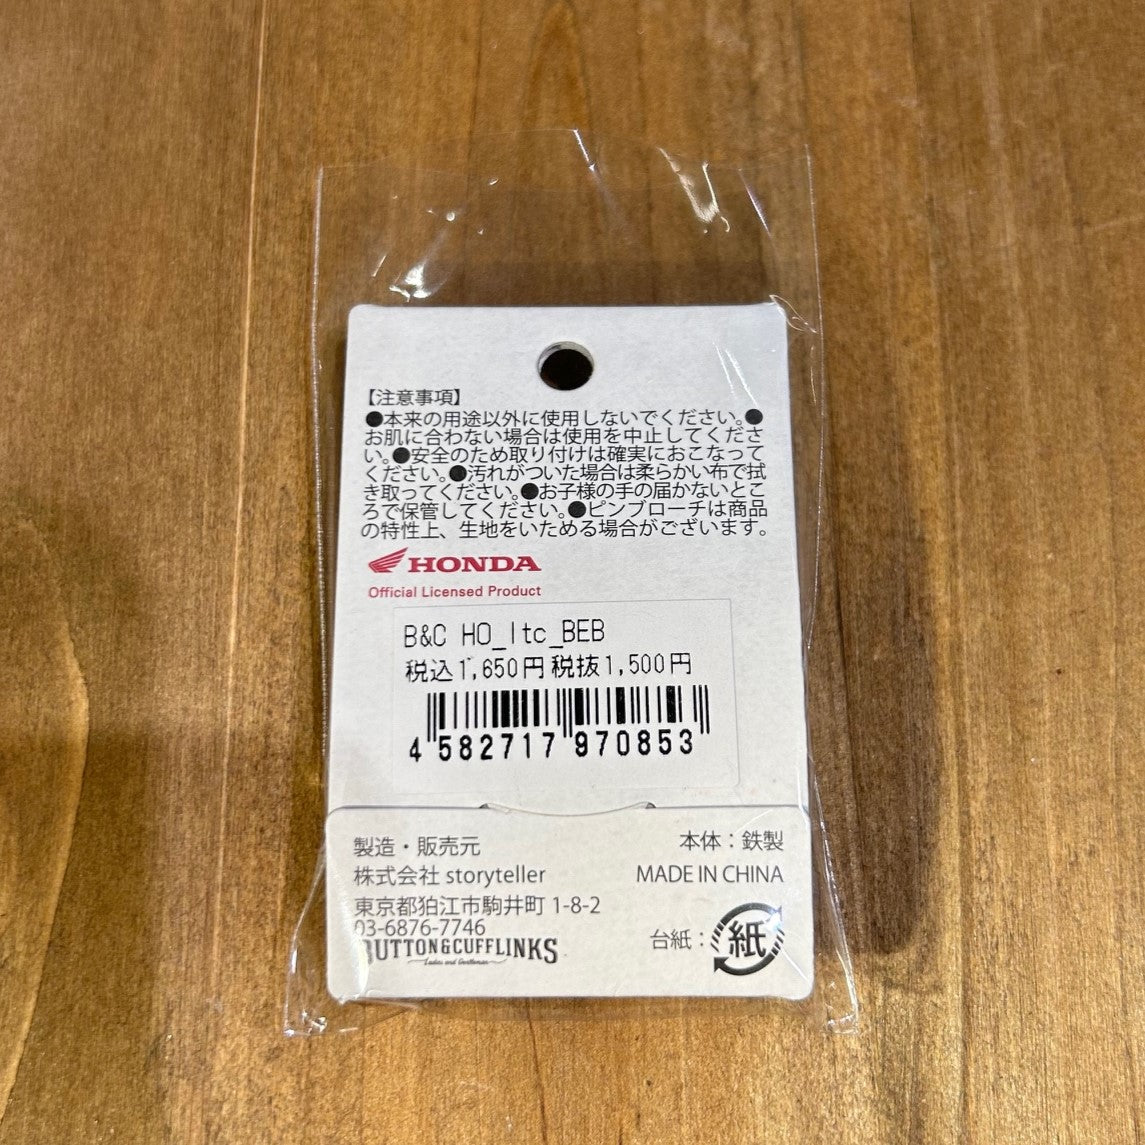 【注意事項】
●本来の用途以外に使用しないでください。●
お肌に合わない場合は使用を中止してくださ
い。●安全のため取り付けは確実におこなって
ください。●汚れがついた場合は柔らかい布で拭
き取ってください。●お子様の手の届かないとこ
ろで保管してください。●ピンブローチは商品
の特性上、生地をいためる場合がございます。
HONDA
Official Licensed Product
B&C HO_ltc_BEB
税込1,650円 税抜1,500円
4 582717 970853
製造・販売元
本体：鉄製
株式会社 storyteller
MADE IN CHINA
東京都狛江市駒井町 1-8-2
03-6876-7746
台紙：紙
BUTTON&CUFFLINKS
Ladies and Gentlemen